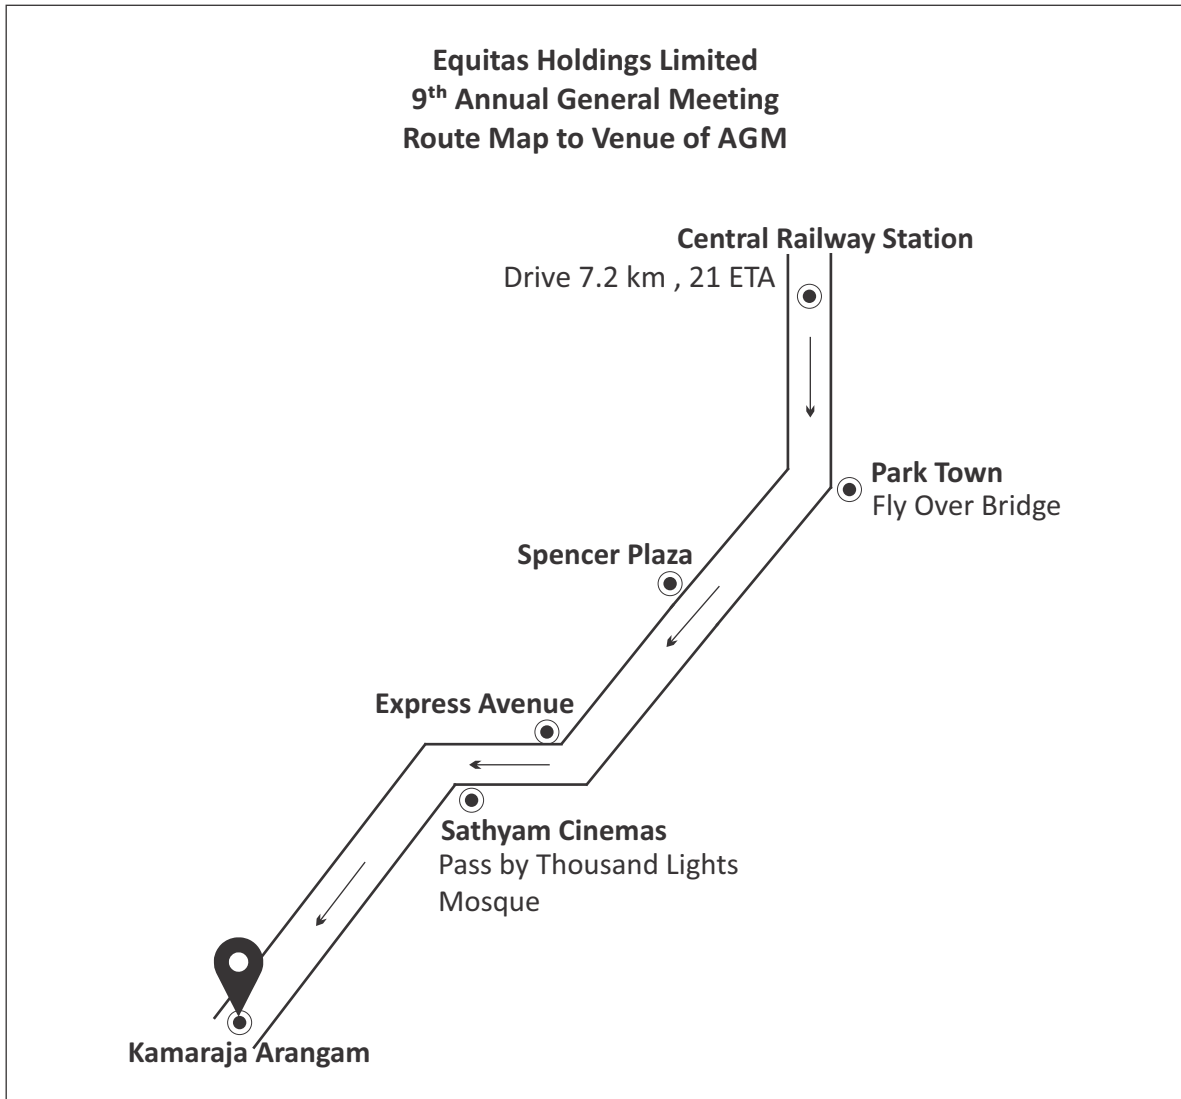 Equitas Holdings Limited
9th Annual General Meeting
Route Map to Venue of AGM
Central Railway Station
Drive 7.2 km , 21 ETA
Park Town
Fly Over Bridge
Spencer Plaza
Express Avenue
Sathyam Cinemas
Pass by Thousand Lights
Mosque
Kamaraja Arangam